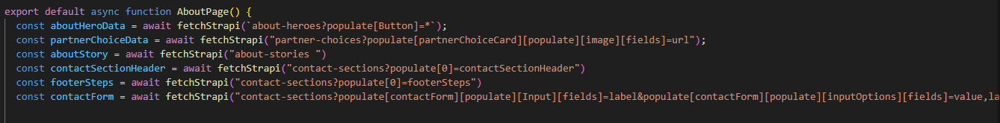 export default async function AboutPage() {
const aboutHeroData = await fetchStrapi(`about-heroes?populate[Button]=*`);
const partnerChoiceData = await fetchStrapi("partner-choices?populate[partnerChoiceCard][populate][image][fields]=url");
const aboutStory = await fetchStrapi("about-stories ")
const contactSectionHeader = await fetchStrapi("contact-sections?populate[0]=contactSectionHeader")
const footerSteps = await fetchStrapi("contact-sections?populate[0]=footerSteps")
const contactForm = await fetchStrapi("contact-sections?populate[contactForm][populate][Input][fields]=label&populate[contactForm][populate][inputOptions][fields]=value,la